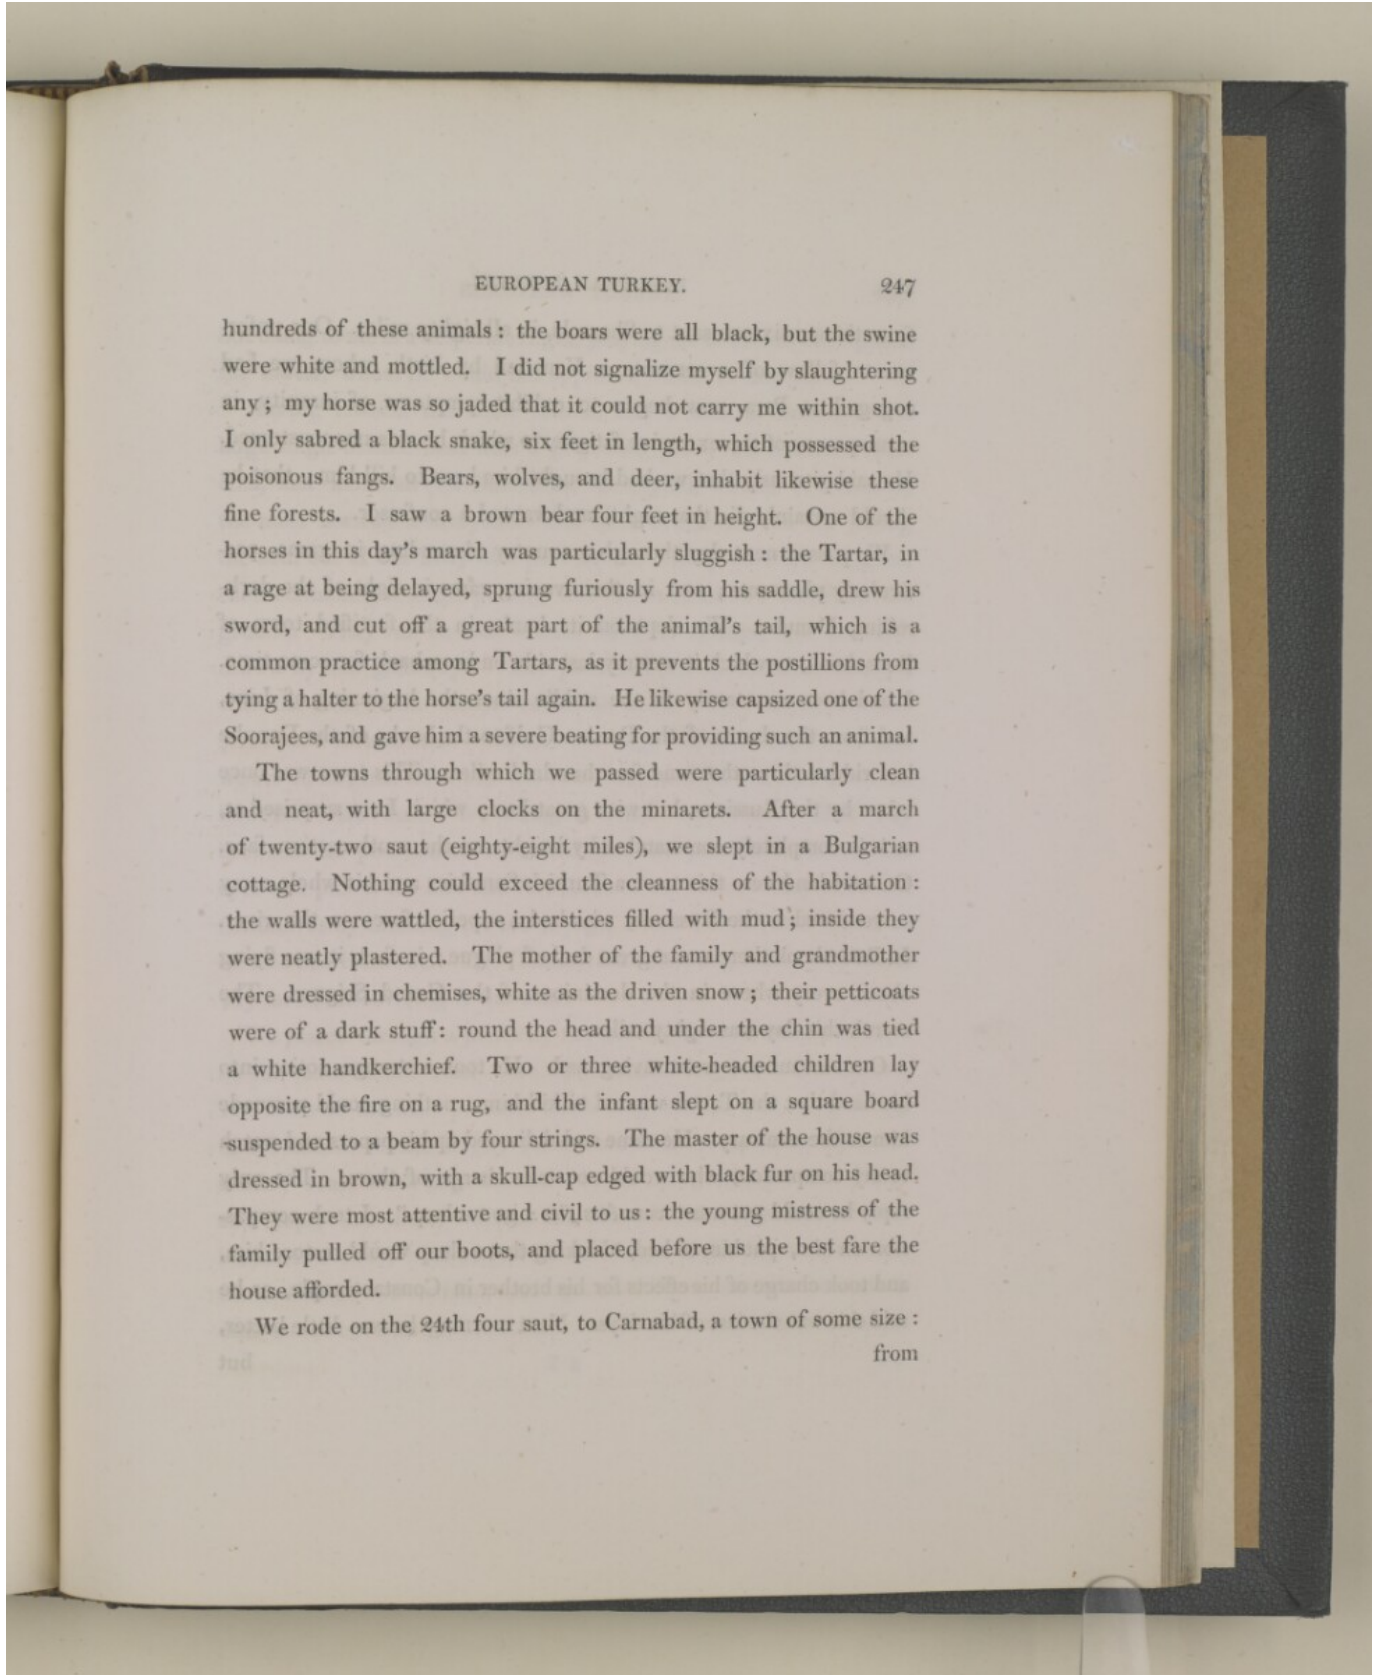 EUROPEAN TURKEY. 247
hundreds of these animals : the boars were all black, but the swine
were white and mottled. I did not signalize myself by slaughtering
any ; my horse was so jaded that it could not carry me within shot.
I only sabred a black snake, six feet in length, which possessed the
poisonous fangs. Bears, wolves, and deer, inhabit likewise these
fine forests. I saw a brown bear four feet in height. One of the
horses in this day's march was particularly sluggish : the Tartar, in
a rage at being delayed, sprung furiously from his saddle, drew his
sword, and cut off a great part of the animal's tail, which is a
common practice among Tartars, as it prevents the postillions from
tying a halter to the horse's tail again. He likewise capsized one of the
Soorajees, and gave him a severe beating for providing such an animal.
The towns through which we passed were particularly clean
and neat, with large clocks on the minarets. After a march
of twenty-two saut (eighty-eight miles), we slept in a Bulgarian
cottage. Nothing could exceed the cleanness of the habitation :
the walls were wattled, the interstices filled with mud ; inside they
were neatly plastered. The mother of the family and grandmother
were dressed in chemises, white as the driven snow ; their petticoats
were of a dark stuff: round the head and under the chin was tied
a white handkerchief. Two or three white-headed children lay
opposite the fire on a rug, and the infant slept on a square board
suspended to a beam by four strings. The master of the house was
dressed in brown, with a skull-cap edged with black fur on his head.
They were most attentive and civil to us : the young mistress of the
family pulled off our boots, and placed before us the best fare the
house afforded.
We rode on the 24th four saut, to Carnabad, a town of some size :
from